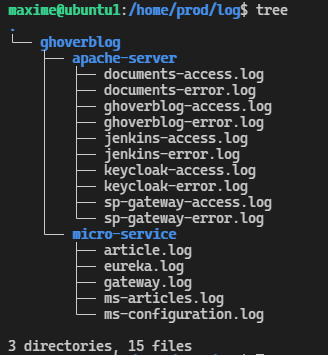 maxime@ubuntu1:/home/prod/log$ tree
.
└── ghoverblog
    ├── apache-server
    │   ├── documents-access.log
    │   ├── documents-error.log
    │   ├── ghoverblog-access.log
    │   ├── ghoverblog-error.log
    │   ├── jenkins-access.log
    │   ├── jenkins-error.log
    │   ├── keycloak-access.log
    │   ├── keycloak-error.log
    │   ├── sp-gateway-access.log
    │   └── sp-gateway-error.log
    └── micro-service
        ├── article.log
        ├── eureka.log
        ├── gateway.log
        ├── ms-articles.log
        └── ms-configuration.log
3 directories, 15 files